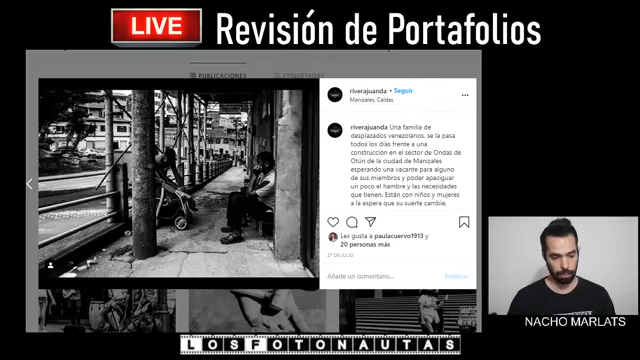 LIVE Revisión de Portafolios
PUBLICACIONES ETIQUETADAS
riverajuanda • Seguir
Manizales, Caldas
riverajuanda Una familia de
desplazados venezolanos, se la pasa
todos los días frente a una
construcción en el sector de Ondas de
Otún de la ciudad de Manizales
esperando una vacante para alguno
de sus miembros y poder apaciguar
un poco el hambre y las necesidades
que tienen. Están con niños y mujeres
a la espera que su suerte cambie.
Les gusta a paulacuervo1913 y
20 personas más
27 DE JULIO
Añade un comentario...
Publicar
NACHO MARLATS
LOSFOTONAUTAS